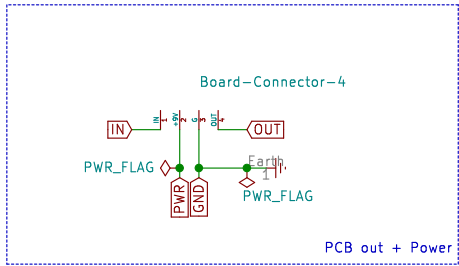 Board-Connector-4
IN
1
+9V
2
G
3
OUT
4
IN
OUT
PWR_FLAG
Earth
1
PWR
GND
PWR_FLAG
PCB out + Power